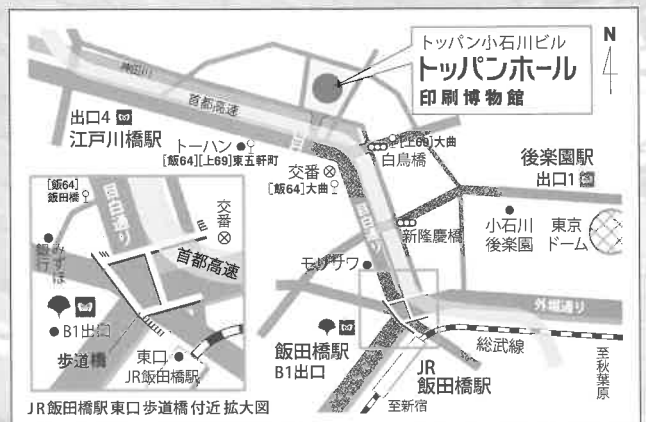 トッパン小石川ビル
トッパンホール
印刷博物館
N
神田川
首都高速
出口4
江戸川橋駅
トーハン
[飯64][上69]東五軒町
交番
[飯64]大曲
[上69]大曲
白鳥橋
後楽園駅
出口1
目白通り
新隆慶橋
小石川
後楽園
東京
ドーム
モリサワ
外堀通り
飯田橋駅
B1出口
JR
飯田橋駅
総武線
至秋葉原
至新宿
[飯64]
飯田橋
目白通り
交番
みずほ
銀行
首都高速
B1出口
歩道橋
東口
JR飯田橋駅
JR飯田橋駅東口歩道橋付近拡大図